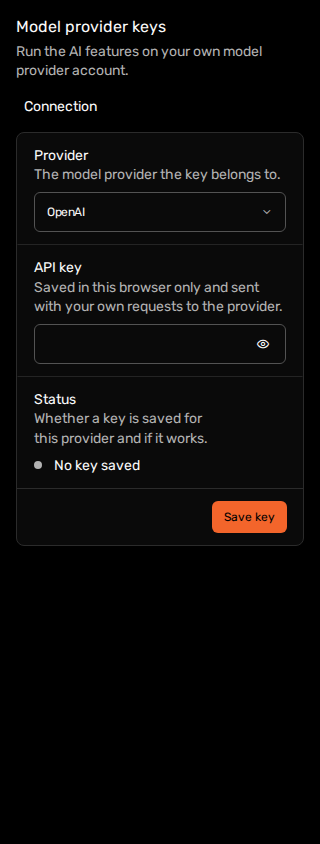 Model provider keys
Run the AI features on your own model
provider account.
Connection
Provider
The model provider the key belongs to.
OpenAI
API key
Saved in this browser only and sent
with your own requests to the provider.
Status
Whether a key is saved for
this provider and if it works.
No key saved
Save key